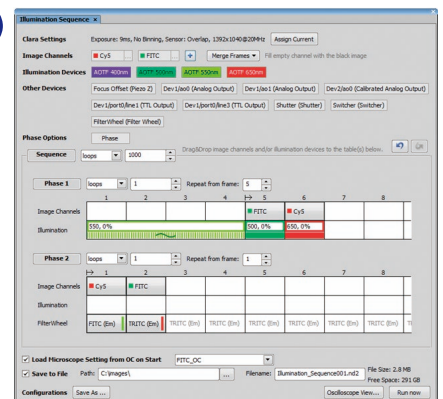 Illumination Sequence ×
Clara Settings Exposure: 9ms, No Binning, Sensor: Overlap, 1392x1040@20MHz Assign Current
Image Channels Cy5 FITC + Merge Frames Fill empty channel with the black image
Illumination Devices AOTF 400nm AOTF 500nm AOTF 550nm AOTF 650nm
Other Devices Focus Offset (Piezo Z) Dev1/ao0 (Analog Output) Dev1/ao1 (Analog Output) Dev2/ao0 (Calibrated Analog Output)
Dev1/port0/line1 (TTL Output) Dev1/port0/line3 (TTL Output) Shutter (Shutter) Switcher (Switcher)
FilterWheel (Filter Wheel)
Phase Options Phase
Sequence loops 1000 Drag&Drop image channels and/or illumination devices to the table(s) below.
Phase 1 loops 1 Repeat from frame: 5
1 2 3 4 5 6 7 8
Image Channels FITC Cy5
Illumination 550, 0% 500, 0% 650, 0%
Phase 2 loops 1 Repeat from frame: 1
1 2 3 4 5 6 7 8
Image Channels Cy5 FITC
Illumination
FilterWheel FITC (Em) TRITC (Em) TRITC (Em) TRITC (Em) TRITC (Em) TRITC (Em) TRITC (Em) TRITC (Em)
Load Microscope Setting from OC on Start FITC_OC
Save to File Path: C:\images\ ... Filename: Illumination_Sequence001.nd2 File Size: 2.8 MB
Free Space: 291 GB
Configurations Save As ... Oscilloscope View... Run now